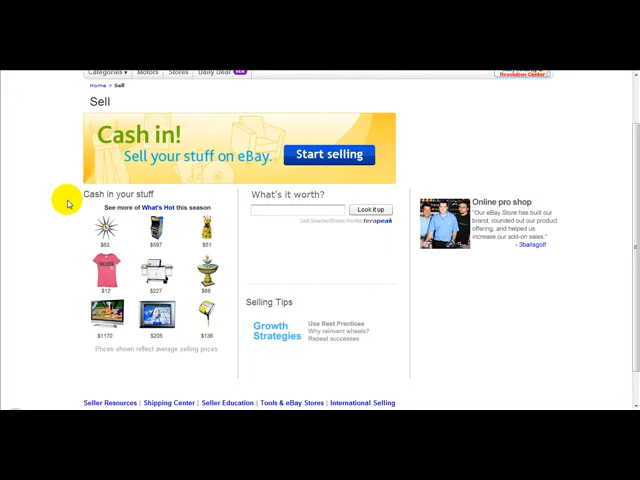 Categories ▾ Motors Stores Daily Deal
Resolution Center
Home > Sell
Sell
Cash in!
Sell your stuff on eBay.
Start selling
Cash in your stuff
See more of What's Hot this season
$63 $597 $51
$12 $227 $69
$1170 $205 $136
Prices shown reflect average selling prices.
What's it worth?
Look it up
terapeak
Selling Tips
Growth
Strategies
Use Best Practices
Why reinvent wheels?
Repeat successes
Online pro shop
"Our eBay Store has built our
brand, rounded out our product
offering, and helped us
increase our add-on sales."
- 3ballsgolf
Seller Resources | Shipping Center | Seller Education | Tools & eBay Stores | International Selling